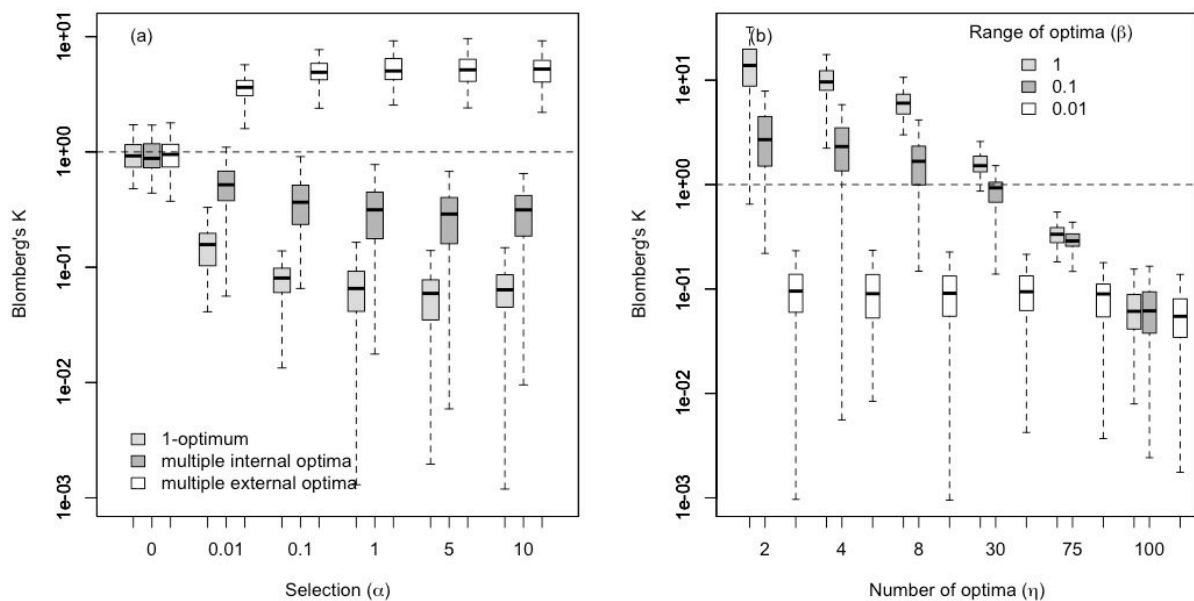 (a)
Blomberg's K
1e+01
1e+00
1e-01
1e-02
1e-03
1-optimum
multiple internal optima
multiple external optima
0 0.01 0.1 1 5 10
Selection (α)
(b)
Range of optima (β)
1
0.1
0.01
Blomberg's K
1e+01
1e+00
1e-01
1e-02
1e-03
2 4 8 30 75 100
Number of optima (η)